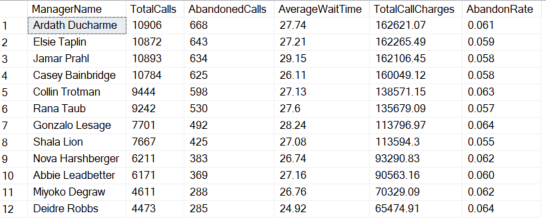 ManagerName TotalCalls AbandonedCalls AverageWaitTime TotalCallCharges AbandonRate
1 Ardath Ducharme 10906 668 27.74 162621.07 0.061
2 Elsie Taplin 10872 643 27.21 162265.49 0.059
3 Jamar Prahl 10893 634 29.15 162106.45 0.058
4 Casey Bainbridge 10784 625 26.11 160049.12 0.058
5 Collin Trotman 9444 598 27.13 138571.15 0.063
6 Rana Taub 9242 530 27.6 135679.09 0.057
7 Gonzalo Lesage 7701 492 28.24 113796.97 0.064
8 Shala Lion 7667 425 27.08 113594.3 0.055
9 Nova Harshberger 6211 383 26.74 93290.83 0.062
10 Abbie Leadbetter 6171 369 27.16 90563.16 0.060
11 Miyoko Degraw 4611 288 26.76 70329.09 0.062
12 Deidre Robbs 4473 285 24.92 65474.91 0.064